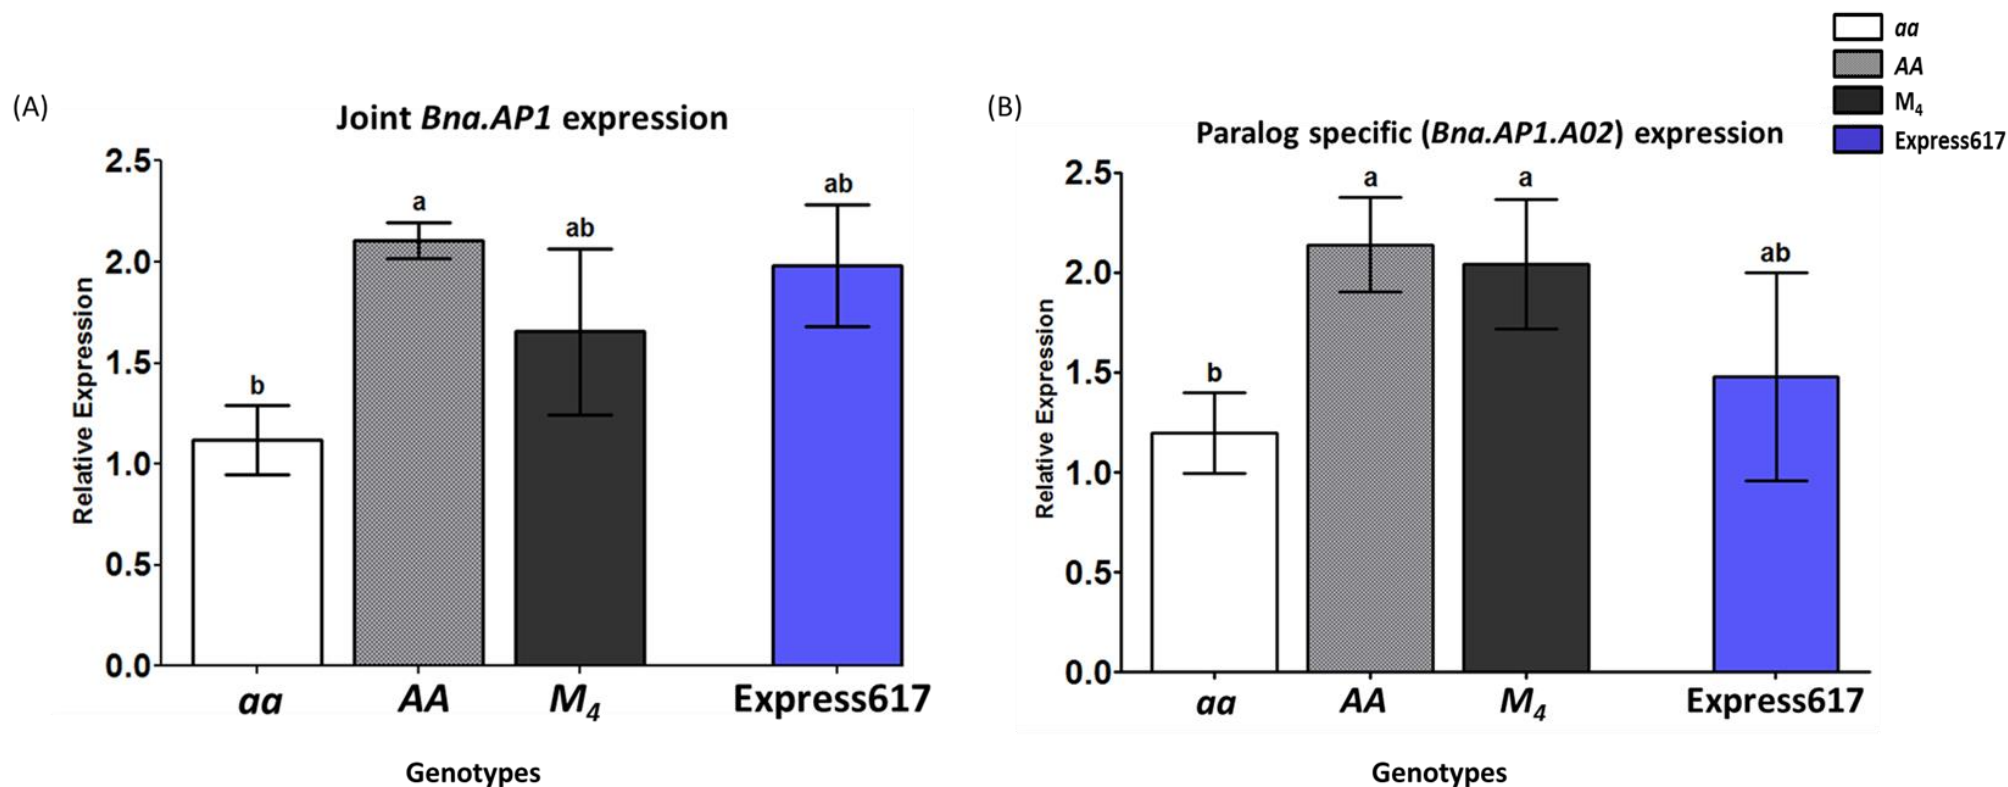 aa
AA
M4
Express617
(A)
Joint Bna.AP1 expression
2.5
2.0
1.5
1.0
0.5
0.0
Relative Expression
b
a
ab
ab
aa
AA
M4
Express617
Genotypes
(B)
Paralog specific (Bna.AP1.A02) expression
2.5
2.0
1.5
1.0
0.5
0.0
Relative Expression
b
a
a
ab
aa
AA
M4
Express617
Genotypes